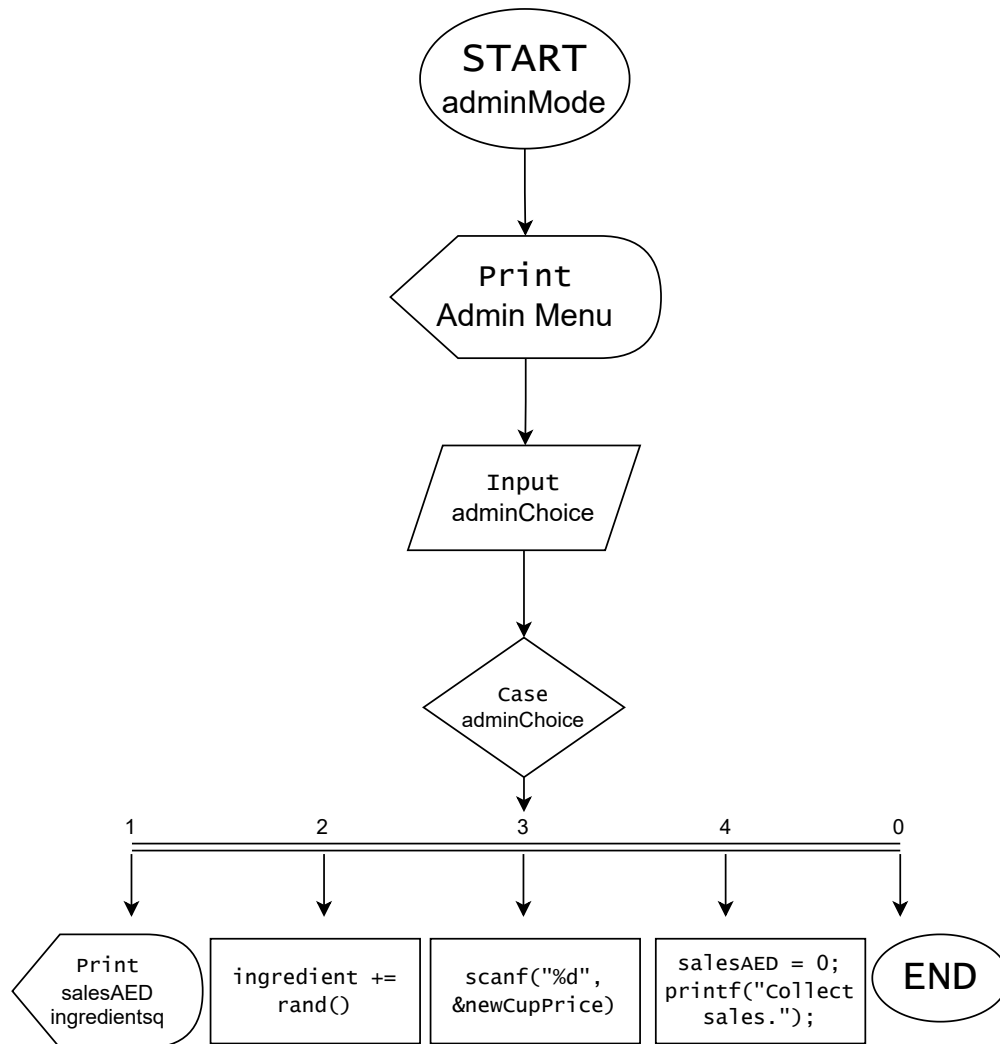 START
adminMode
Print
Admin Menu
Input
adminChoice
Case
adminChoice
1
2
3
4
0
Print
salesAED
ingredientsq
ingredient +=
rand()
scanf("%d",
&newCupPrice)
salesAED = 0;
printf("Collect
sales.");
END